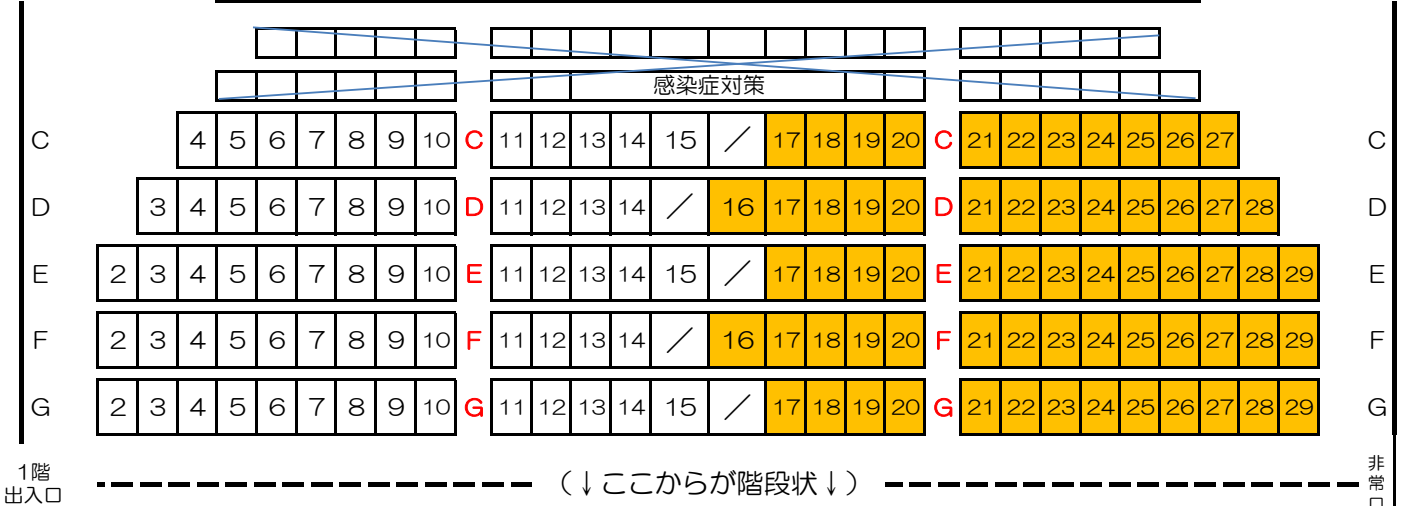 感染症対策
C 4 5 6 7 8 9 10 C 11 12 13 14 15 ／ 17 18 19 20 C 21 22 23 24 25 26 27 C
D 3 4 5 6 7 8 9 10 D 11 12 13 14 ／ 16 17 18 19 20 D 21 22 23 24 25 26 27 28 D
E 2 3 4 5 6 7 8 9 10 E 11 12 13 14 15 ／ 17 18 19 20 E 21 22 23 24 25 26 27 28 29 E
F 2 3 4 5 6 7 8 9 10 F 11 12 13 14 ／ 16 17 18 19 20 F 21 22 23 24 25 26 27 28 29 F
G 2 3 4 5 6 7 8 9 10 G 11 12 13 14 15 ／ 17 18 19 20 G 21 22 23 24 25 26 27 28 29 G
1階
出入口
（↓ここからが階段状↓）
非常口